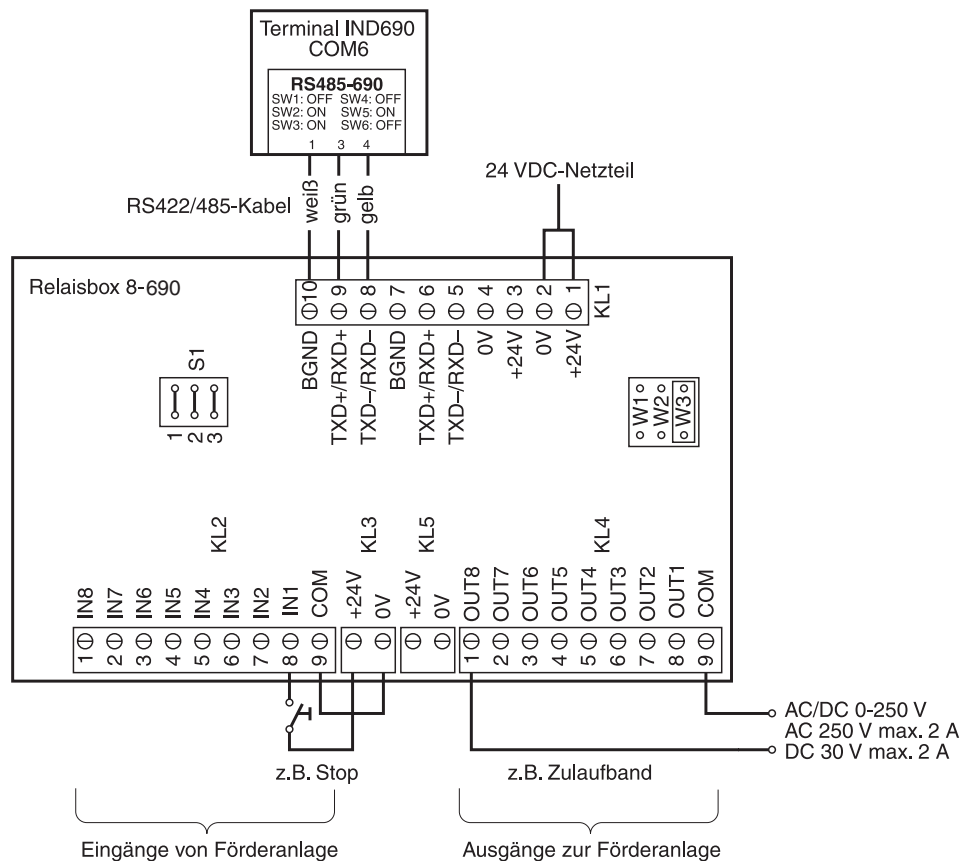 Terminal IND690
COM6
RS485-690
SW1: OFF SW4: OFF
SW2: ON SW5: ON
SW3: ON SW6: OFF
1 3 4
24 VDC-Netzteil
RS422/485-Kabel
weiß
grün
gelb
Relaisbox 8-690
10 9 8 7 6 5 4 3 2 1
KL1
BGND
TXD+/RXD+
TXD–/RXD–
BGND
TXD+/RXD+
TXD–/RXD–
0V
+24V
0V
+24V
S1
1 2 3
W1
W2
W3
KL2
KL3
KL5
KL4
IN8
IN7
IN6
IN5
IN4
IN3
IN2
IN1
COM
+24V
0V
+24V
0V
OUT8
OUT7
OUT6
OUT5
OUT4
OUT3
OUT2
OUT1
COM
1 2 3 4 5 6 7 8 9
1 2 3 4 5 6 7 8 9
AC/DC 0-250 V
AC 250 V max. 2 A
DC 30 V max. 2 A
z.B. Stop
z.B. Zulaufband
Eingänge von Förderanlage
Ausgänge zur Förderanlage